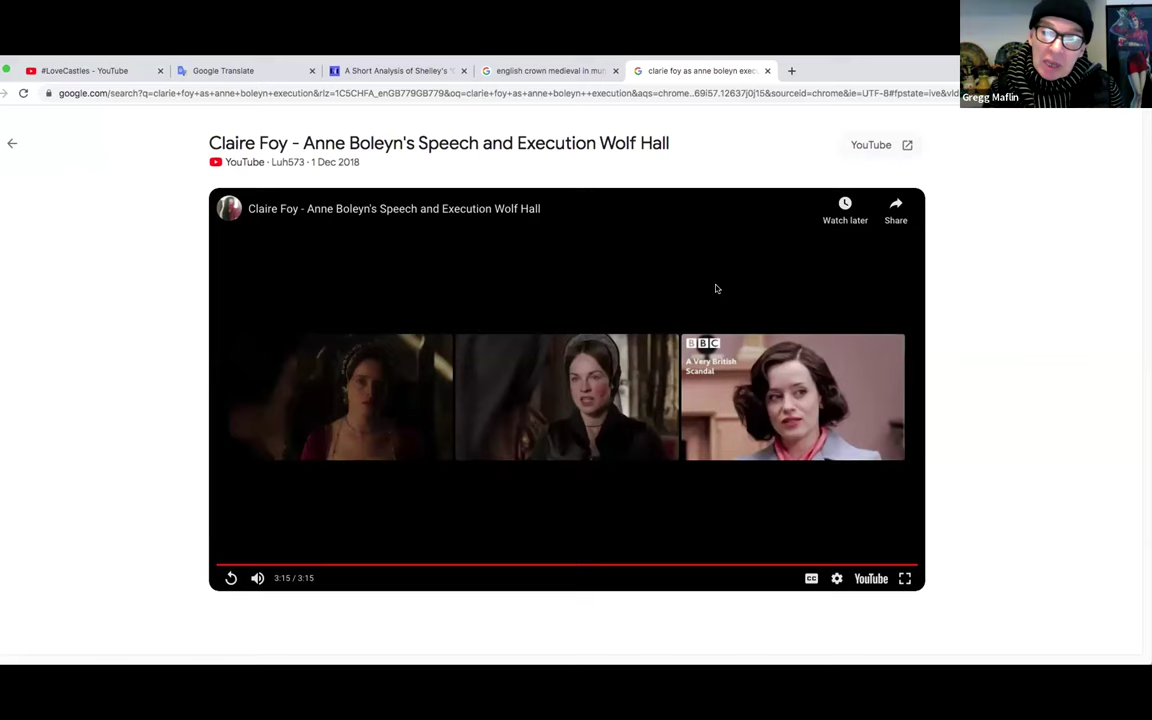 #LoveCastles - YouTube
Google Translate
A Short Analysis of Shelley's
english crown medieval in mu
clarie foy as anne boleyn exec
Gregg Maflin
Claire Foy - Anne Boleyn's Speech and Execution Wolf Hall
YouTube
YouTube · Luh573 · 1 Dec 2018
Claire Foy - Anne Boleyn's Speech and Execution Wolf Hall
Watch later
Share
BBC
A Very British
Scandal
3:15 / 3:15
CC
YouTube